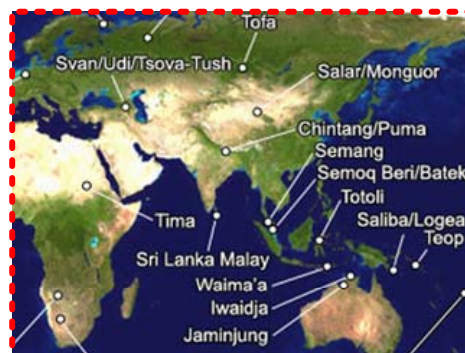 Tofa
Svan/Udi/Tsova-Tush
Salar/Monguor
Chintang/Puma
Semang
Semoq Beri/Batek
Totoli
Tima
Saliba/Logea
Teop
Sri Lanka Malay
Waima'a
Iwaidja
Jaminjung